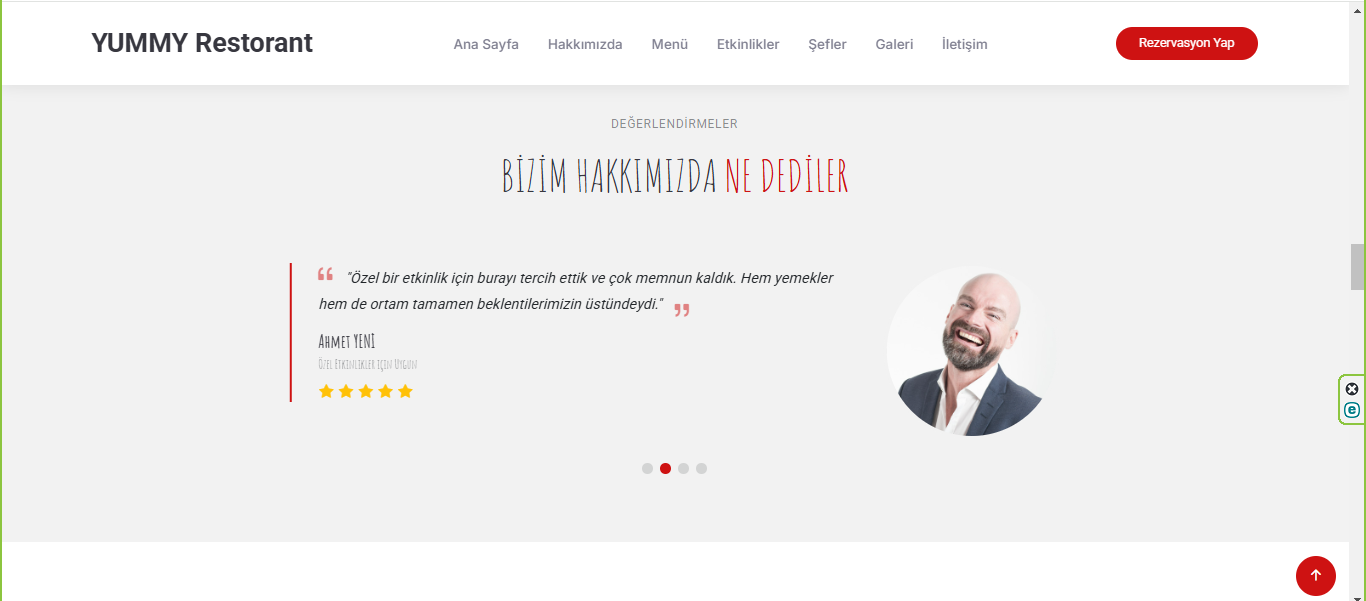 YUMMY Restorant
Ana Sayfa Hakkımızda Menü Etkinlikler Şefler Galeri İletişim
Rezervasyon Yap
DEĞERLENDİRMELER
BİZİM HAKKIMIZDA NE DEDİLER
“ "Özel bir etkinlik için burayı tercih ettik ve çok memnun kaldık. Hem yemekler
hem de ortam tamamen beklentilerimizin üstündeydi." ”
Ahmet YENİ
Özel Etkinlikler için Uygun
e